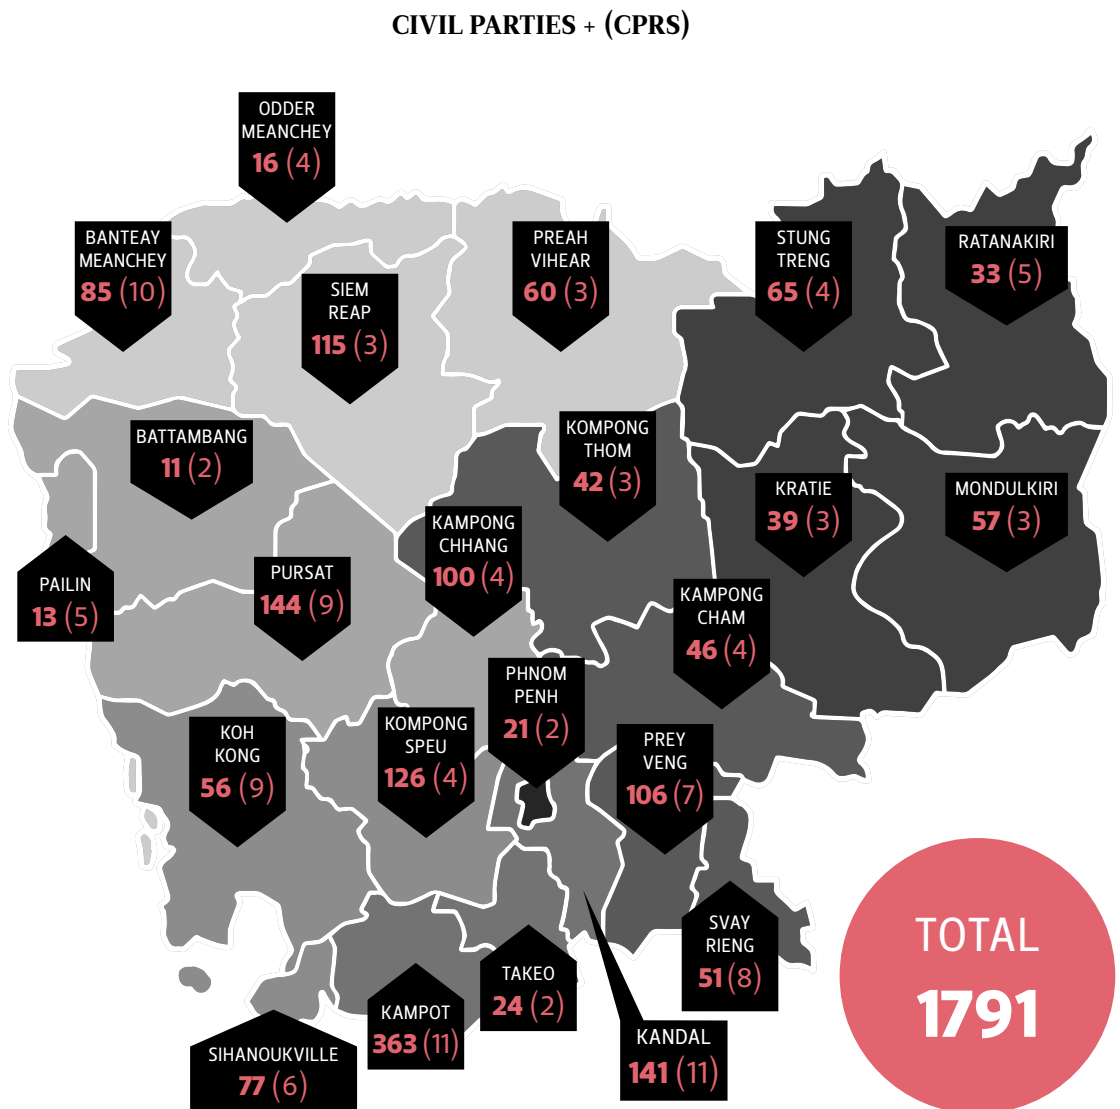 CIVIL PARTIES + (CPRS)
ODDER
MEANCHEY
16 (4)
BANTEAY
MEANCHEY
85 (10)
SIEM
REAP
115 (3)
PREAH
VIHEAR
60 (3)
STUNG
TRENG
65 (4)
RATANAKIRI
33 (5)
BATTAMBANG
11 (2)
KOMPONG
THOM
42 (3)
KRATIE
39 (3)
MONDULKIRI
57 (3)
PAILIN
13 (5)
PURSAT
144 (9)
KAMPONG
CHHANG
100 (4)
KAMPONG
CHAM
46 (4)
PHNOM
PENH
21 (2)
KOH
KONG
56 (9)
KOMPONG
SPEU
126 (4)
PREY
VENG
106 (7)
SVAY
RIENG
51 (8)
TAKEO
24 (2)
KAMPOT
363 (11)
KANDAL
141 (11)
SIHANOUKVILLE
77 (6)
TOTAL
1791